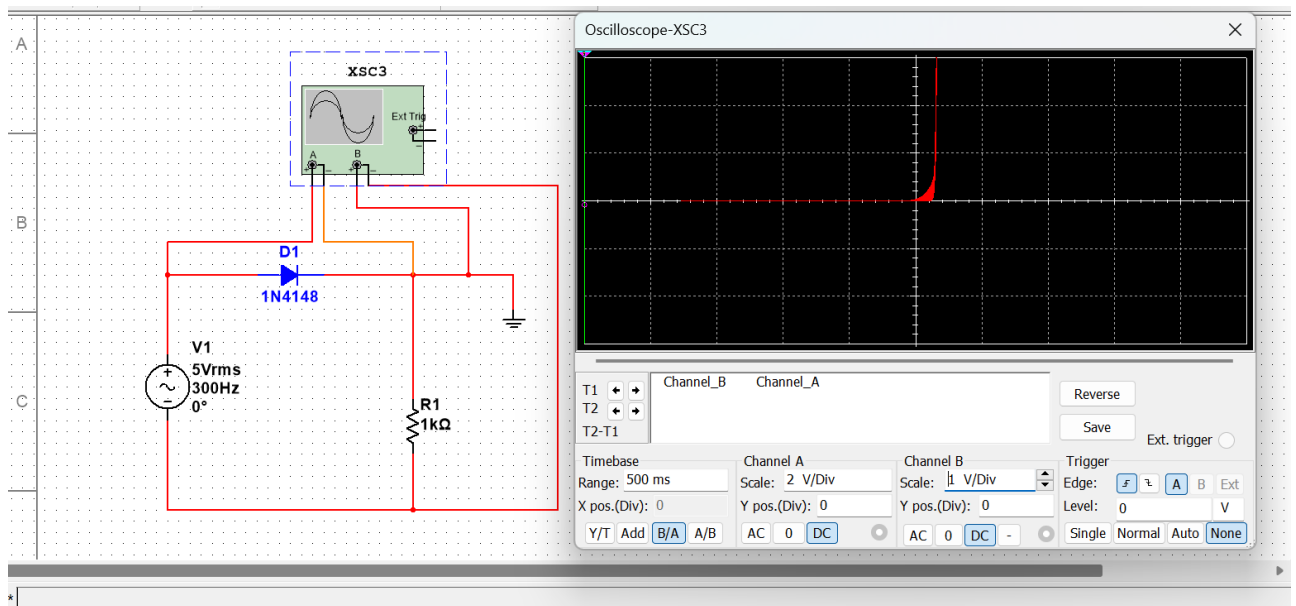 A
B
C
XSC3
Ext Trig
A
B
D1
1N4148
V1
5Vrms
300Hz
0°
R1
1kΩ
Oscilloscope-XSC3
T1
T2
T2-T1
Channel_B Channel_A
Reverse
Save
Ext. trigger
Timebase
Range: 500 ms
X pos.(Div): 0
Y/T Add B/A A/B
Channel A
Scale: 2 V/Div
Y pos.(Div): 0
AC 0 DC
Channel B
Scale: 1 V/Div
Y pos.(Div): 0
AC 0 DC -
Trigger
Edge: A B Ext
Level: 0 V
Single Normal Auto None
*